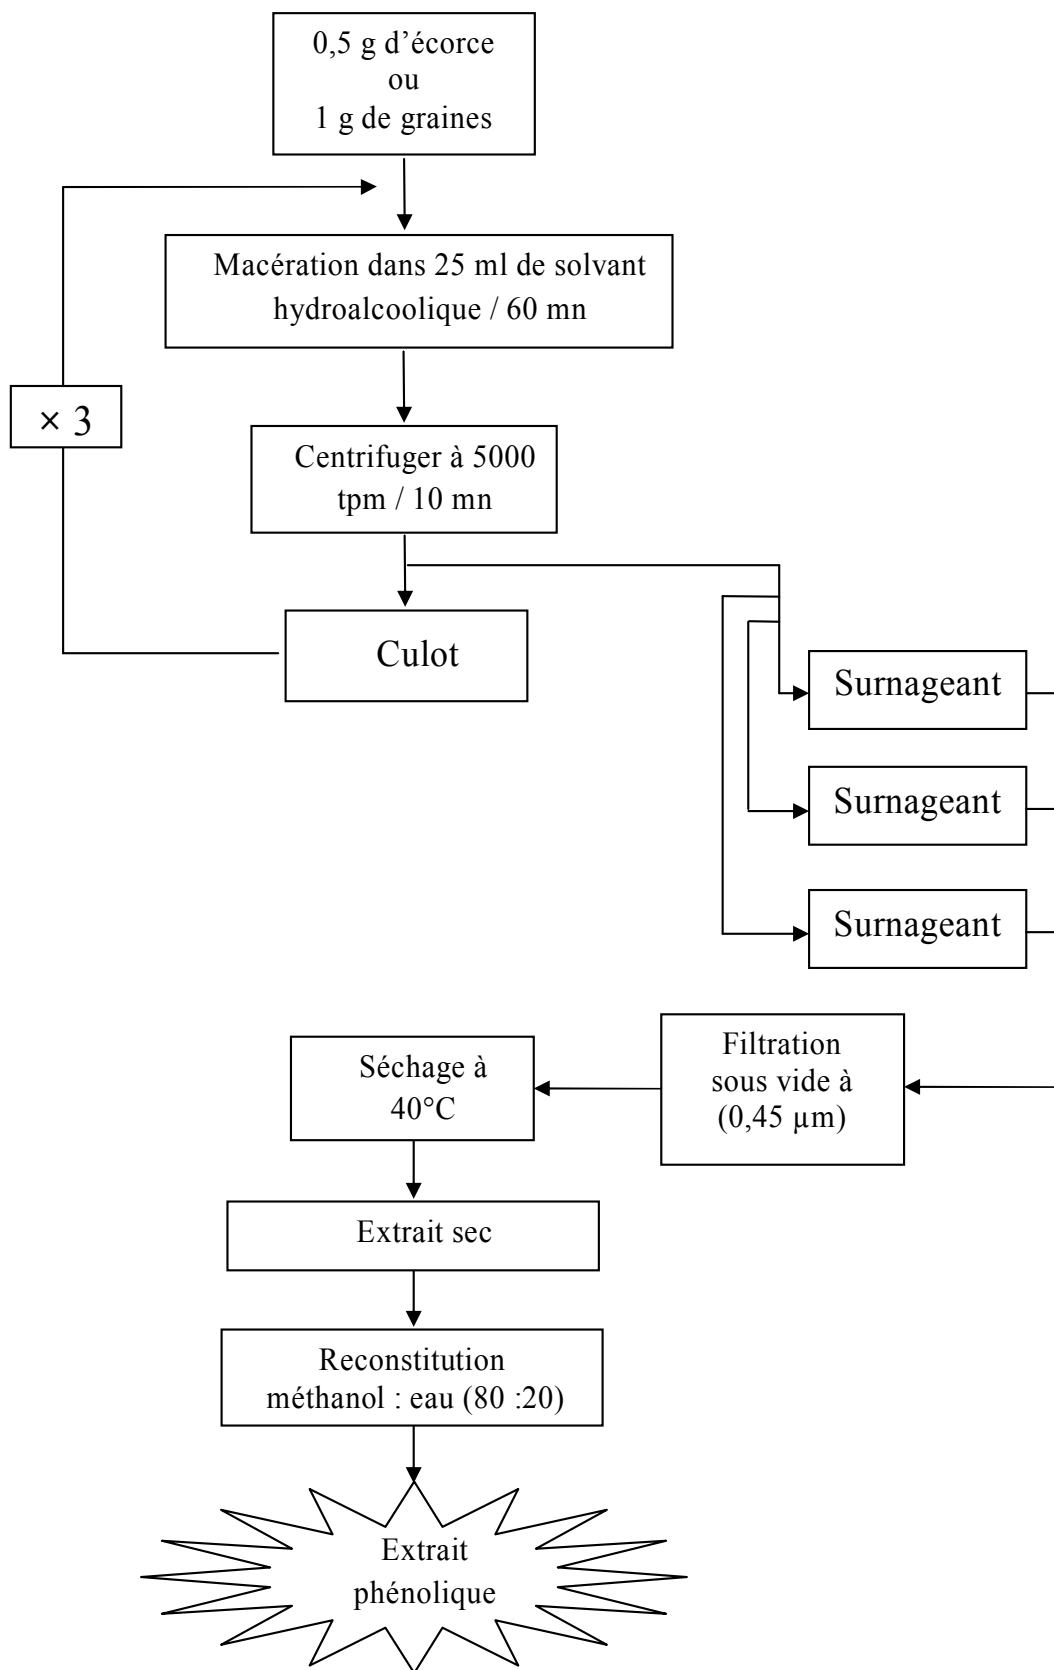 0,5 g d’écorce
ou
1 g de graines
Macération dans 25 ml de solvant
hydroalcoolique / 60 mn
× 3
Centrifuger à 5000
tpm / 10 mn
Culot
Surnageant
Surnageant
Surnageant
Filtration
sous vide à
(0,45 µm)
Séchage à
40°C
Extrait sec
Reconstitution
méthanol : eau (80 :20)
Extrait
phénolique